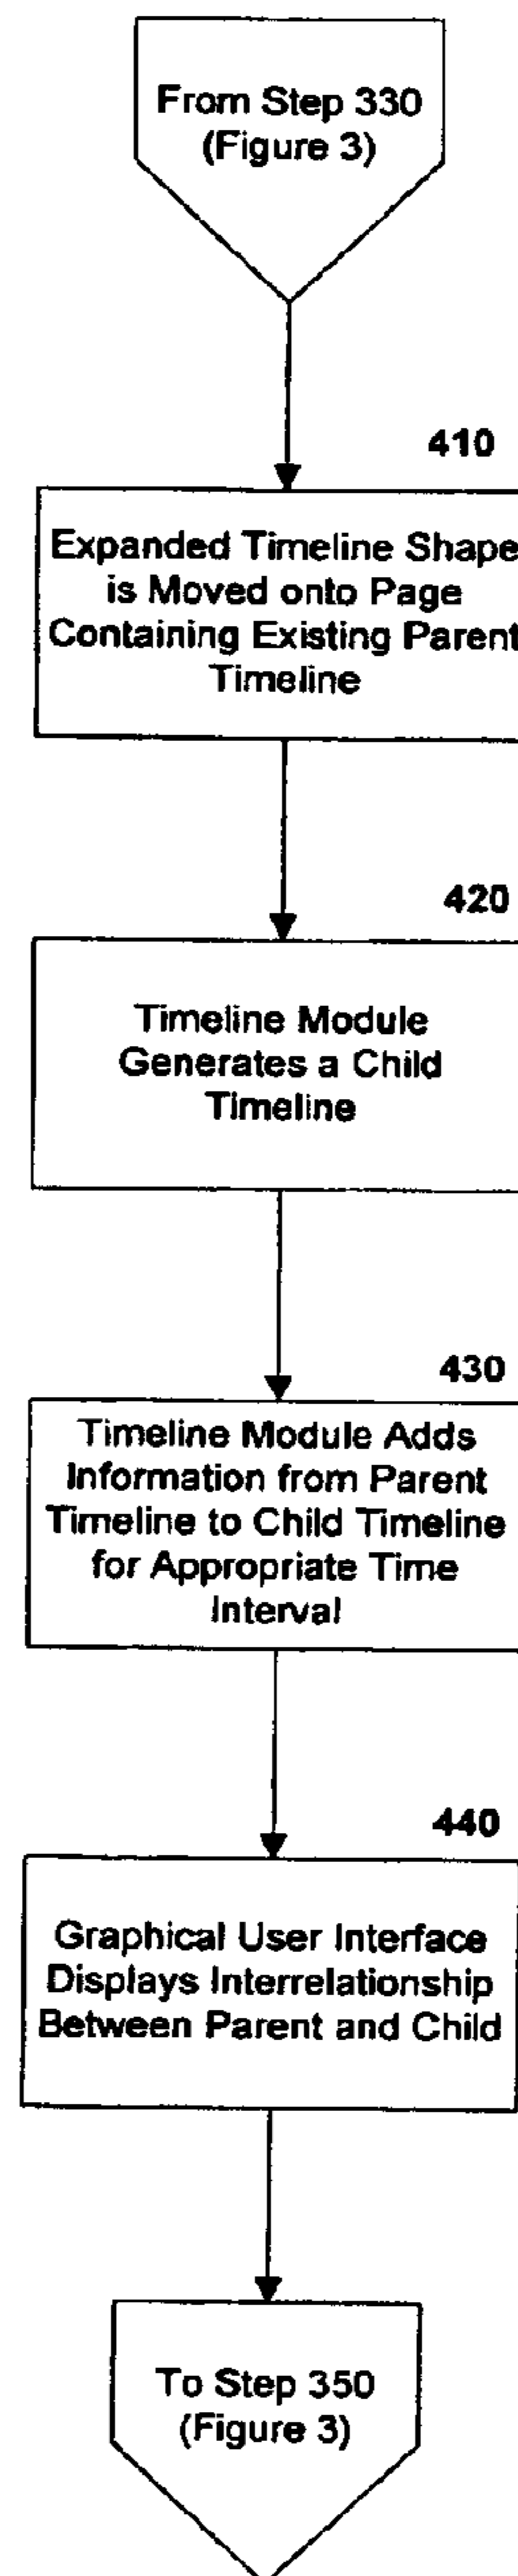 From Step 330
(Figure 3)
410
Expanded Timeline Shape
is Moved onto Page
Containing Existing Parent
Timeline
420
Timeline Module
Generates a Child
Timeline
430
Timeline Module Adds
Information from Parent
Timeline to Child Timeline
for Appropriate Time
Interval
440
Graphical User Interface
Displays Interrelationship
Between Parent and Child
To Step 350
(Figure 3)